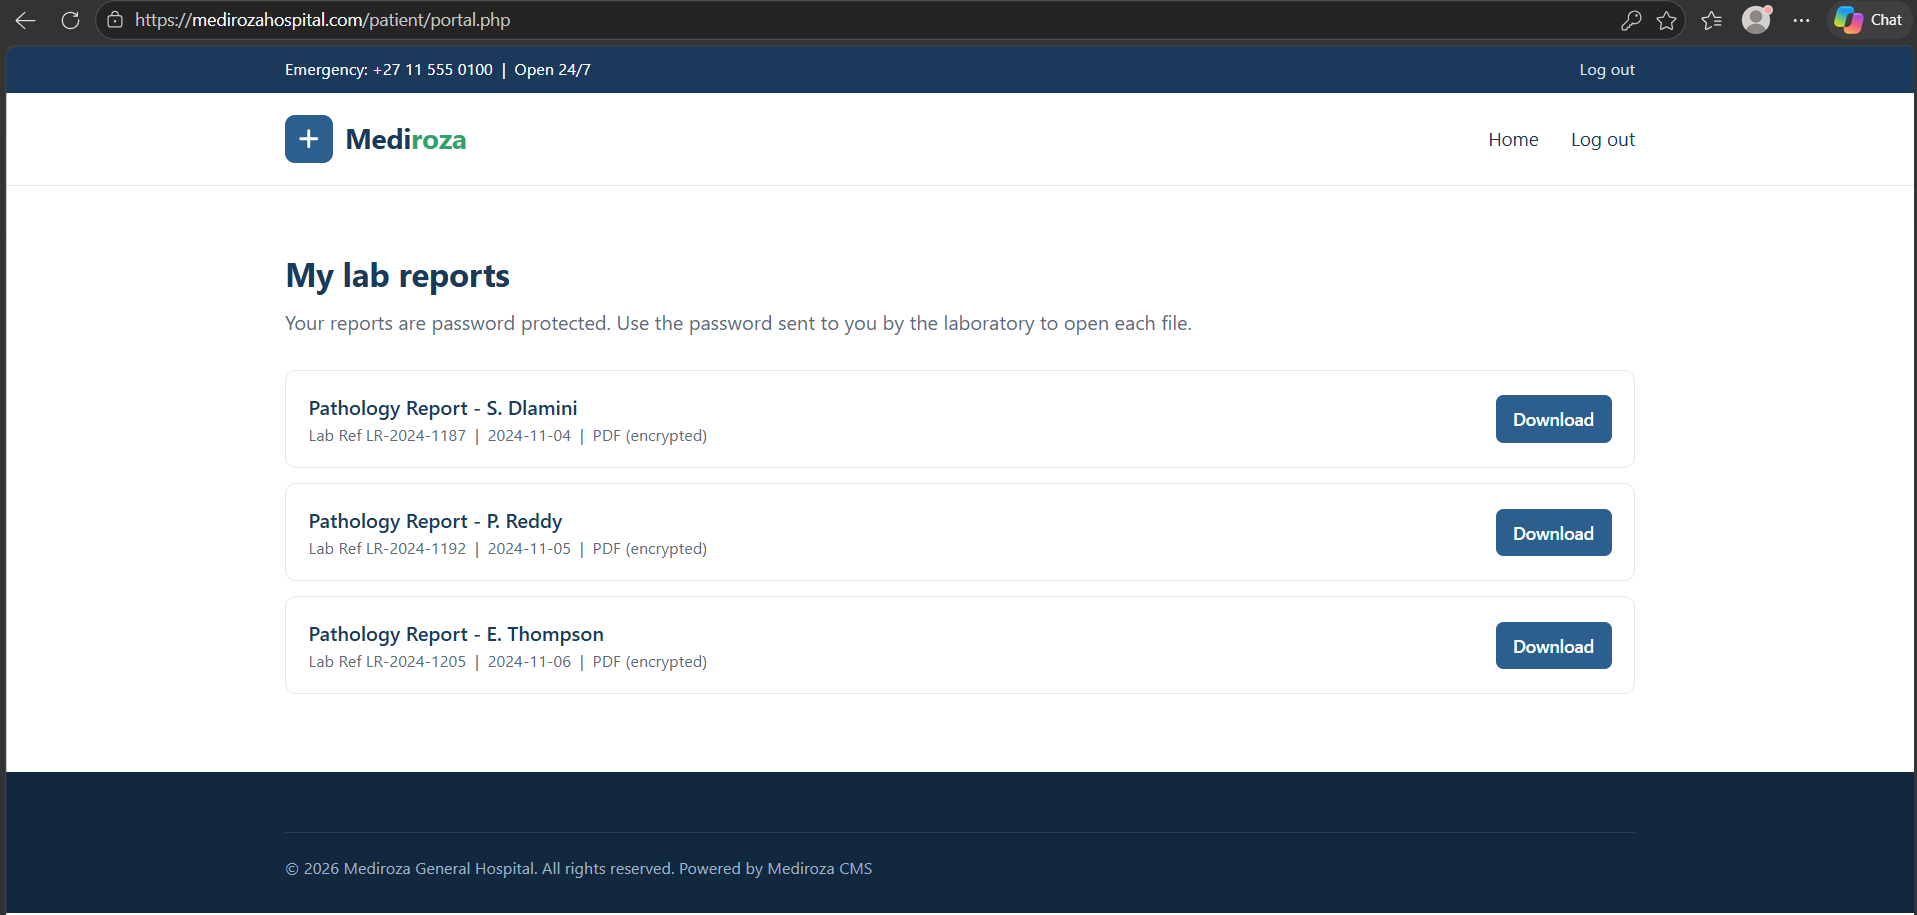 https://medirozahospital.com/patient/portal.php
Chat
Emergency: +27 11 555 0100 | Open 24/7
Log out
Mediroza
Home
Log out
My lab reports
Your reports are password protected. Use the password sent to you by the laboratory to open each file.
Pathology Report - S. Dlamini
Lab Ref LR-2024-1187 | 2024-11-04 | PDF (encrypted)
Download
Pathology Report - P. Reddy
Lab Ref LR-2024-1192 | 2024-11-05 | PDF (encrypted)
Download
Pathology Report - E. Thompson
Lab Ref LR-2024-1205 | 2024-11-06 | PDF (encrypted)
Download
© 2026 Mediroza General Hospital. All rights reserved. Powered by Mediroza CMS